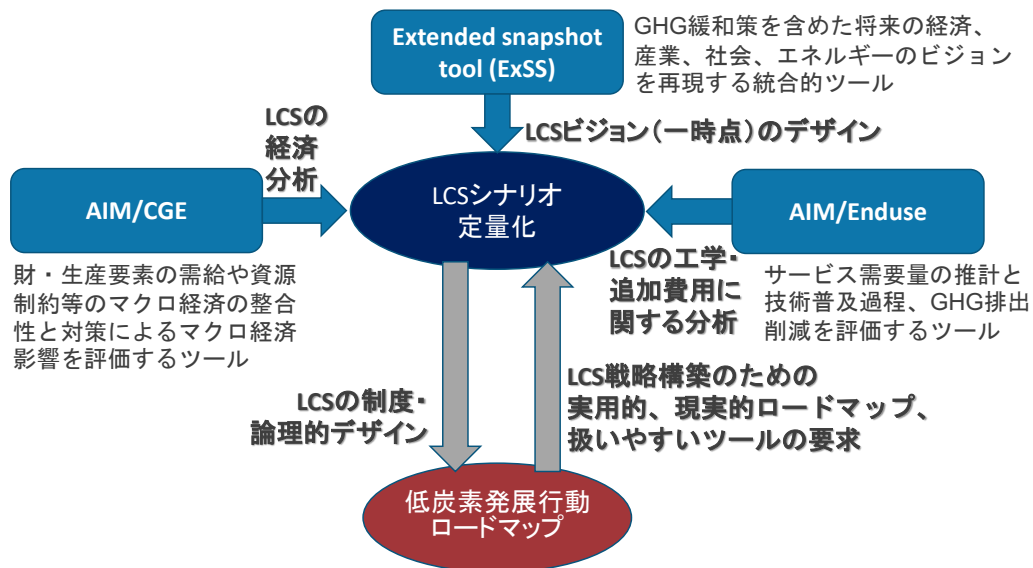 Extended snapshot
tool (ExSS)
GHG緩和策を含めた将来の経済、
産業、社会、エネルギーのビジョン
を再現する統合的ツール
LCSの
経済
分析
LCSビジョン(一時点)のデザイン
AIM/CGE
LCSシナリオ
定量化
AIM/Enduse
財・生産要素の需給や資源
制約等のマクロ経済の整合
性と対策によるマクロ経済
影響を評価するツール
LCSの工学・
追加費用に
関する分析
サービス需要量の推計と
技術普及過程、GHG排出
削減を評価するツール
LCSの制度・
論理的デザイン
LCS戦略構築のための
実用的、現実的ロードマップ、
扱いやすいツールの要求
低炭素発展行動
ロードマップ